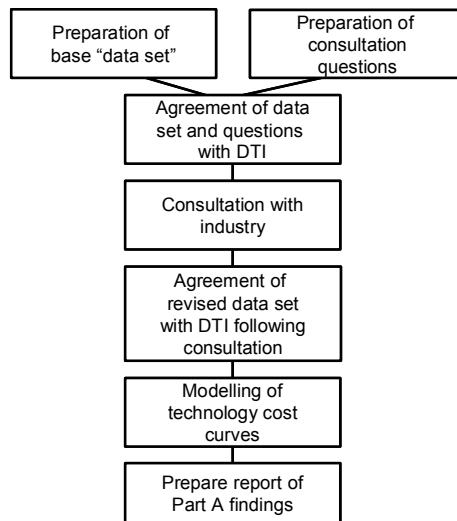 Preparation of
base “data set”
Preparation of
consultation
questions
Agreement of data
set and questions
with DTI
Consultation with
industry
Agreement of
revised data set
with DTI following
consultation
Modelling of
technology cost
curves
Prepare report of
Part A findings